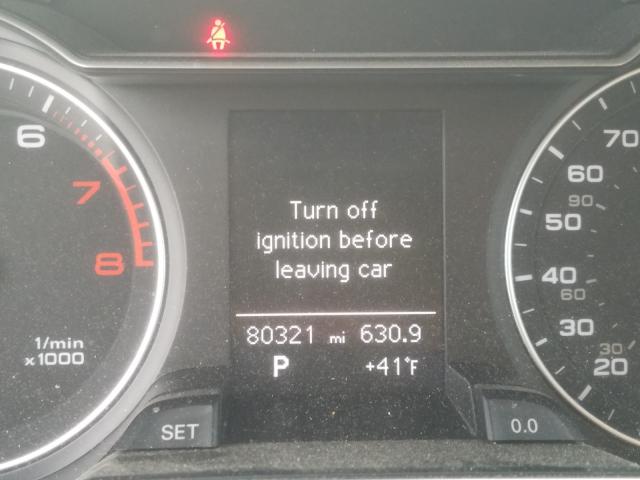 6
7
8
1/min
x 1000
Turn off
ignition before
leaving car
80321 mi 630.9
P +41°F
SET
0.0
70
60
90
50
40
60
30
30
20